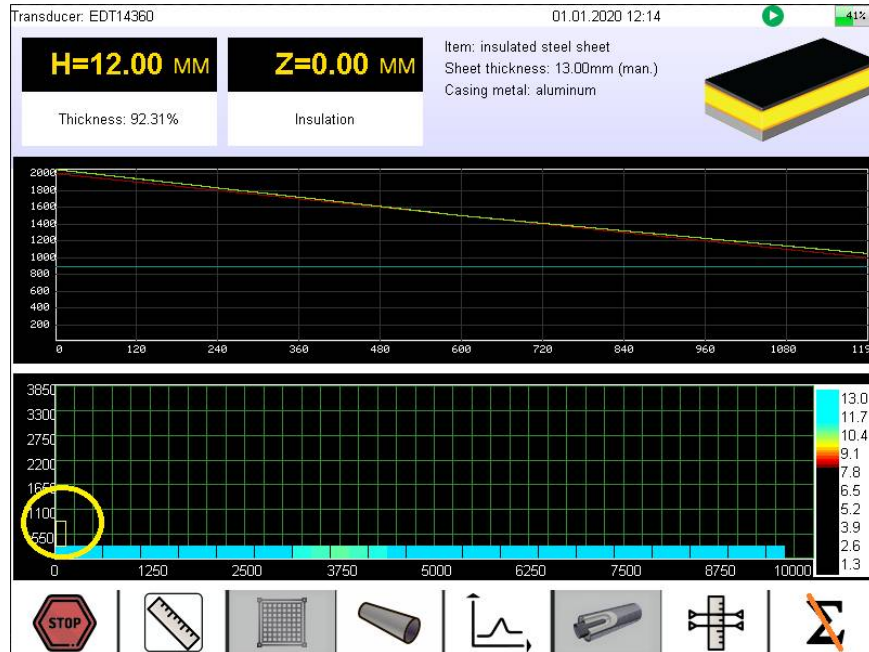 Transducer: EDT14360 01.01.2020 12:14 41%
H=12.00 MM Z=0.00 MM
Thickness: 92.31% Insulation
Item: insulated steel sheet
Sheet thickness: 13.00mm (man.)
Casing metal: aluminum
2000
1800
1600
1400
1200
1000
800
600
400
200
0 120 240 360 480 600 720 840 960 1080 119
3850
3300
2750
2200
1650
1100
550
0 1250 2500 3750 5000 6250 7500 8750 10000
13.0
11.7
10.4
9.1
7.8
6.5
5.2
3.9
2.6
1.3
STOP
Σ